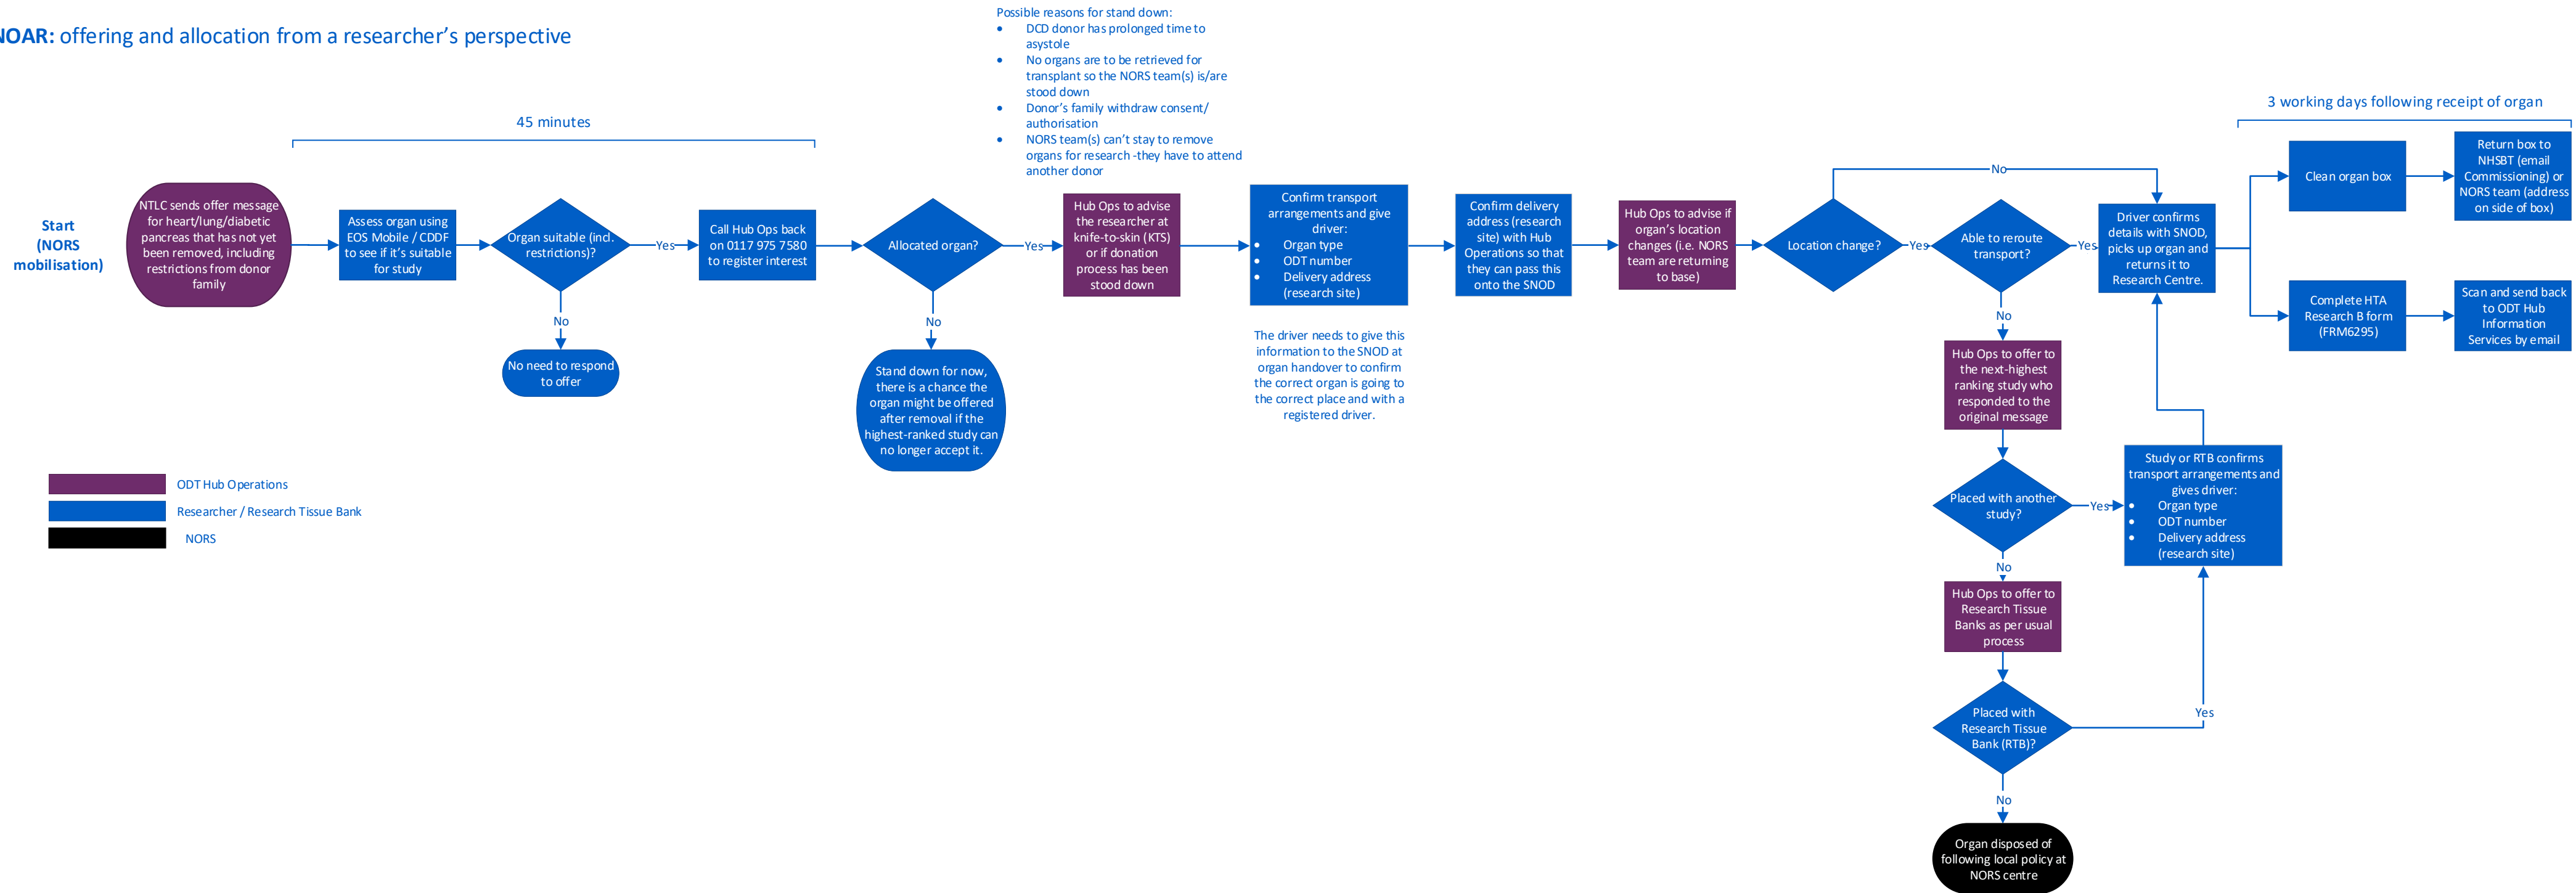 NOAR: offering and allocation from a researcher's perspective
Possible reasons for stand down:
• DCD donor has prolonged time to
asystole
• No organs are to be retrieved for
transplant so the NORS team(s) is/are
stood down
• Donor's family withdraw consent/
authorisation
• NORS team(s) can't stay to remove
organs for research -they have to attend
another donor
45 minutes
3 working days following receipt of organ
Start
(NORS
mobilisation)
NTLC sends offer message
for heart/lung/diabetic
pancreas that has not yet
been removed, including
restrictions from donor
family
Assess organ using
EOS Mobile / CDDF
to see if it's suitable
for study
Organ suitable (incl.
restrictions)?
Yes
No
No need to respond
to offer
Call Hub Ops back
on 0117 975 7580
to register interest
Allocated organ?
Yes
No
Stand down for now,
there is a chance the
organ might be offered
after removal if the
highest-ranked study can
no longer accept it.
Hub Ops to advise
the researcher at
knife-to-skin (KTS)
or if donation
process has been
stood down
Confirm transport
arrangements and give
driver:
• Organ type
• ODT number
• Delivery address
(research site)
The driver needs to give this
information to the SNOD at
organ handover to confirm
the correct organ is going to
the correct place and with a
registered driver.
Confirm delivery
address (research
site) with Hub
Operations so that
they can pass this
onto the SNOD
Hub Ops to advise if
organ's location
changes (i.e. NORS
team are returning
to base)
Location change?
No
Yes
Able to reroute
transport?
Yes
No
Driver confirms
details with SNOD,
picks up organ and
returns it to
Research Centre.
Clean organ box
Return box to
NHSBT (email
Commissioning) or
NORS team (address
on side of box)
Complete HTA
Research B form
(FRM6295)
Scan and send back
to ODT Hub
Information
Services by email
Hub Ops to offer to
the next-highest
ranking study who
responded to the
original message
Placed with another
study?
Yes
No
Study or RTB confirms
transport arrangements and
gives driver:
• Organ type
• ODT number
• Delivery address
(research site)
Hub Ops to offer to
Research Tissue
Banks as per usual
process
Placed with
Research Tissue
Bank (RTB)?
Yes
No
Organ disposed of
following local policy at
NORS centre
ODT Hub Operations
Researcher / Research Tissue Bank
NORS